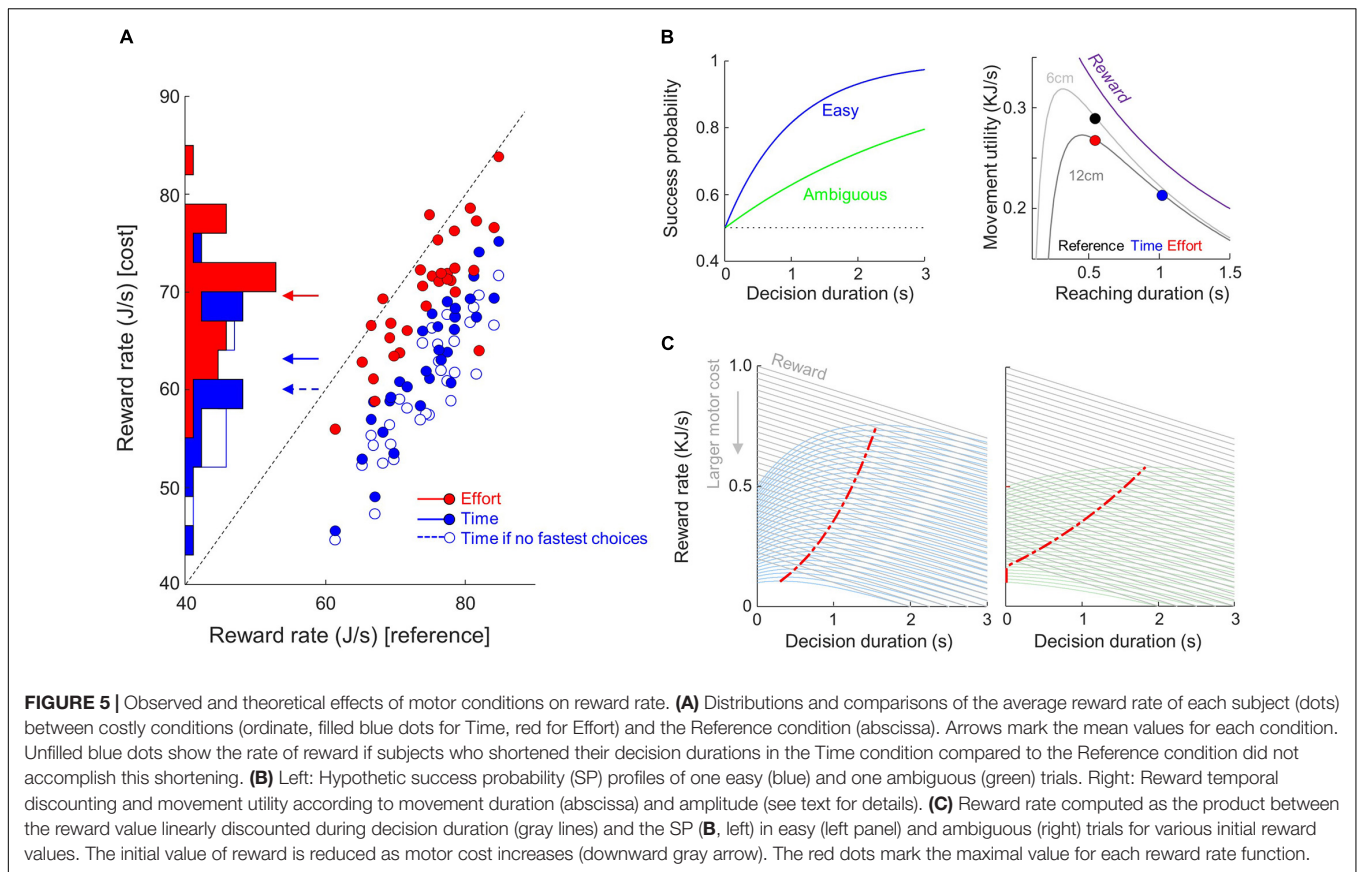 A
90
80
70
60
50
40
Reward rate (J/s) [cost]
40
60
80
Reward rate (J/s) [reference]
Effort
Time
Time if no fastest choices
B
1
0.8
0.6
0.4
Success probability
Easy
Ambiguous
0
1
2
3
Decision duration (s)
Movement utility (KJ/s)
0.3
0.2
6cm
12cm
Reward
Reference Time Effort
0.5
1
1.5
Reaching duration (s)
C
1.0
0.5
0
Reward rate (KJ/s)
Larger motor cost
Reward
0
1
2
3
Decision duration (s)
0
1
2
3
Decision duration (s)
FIGURE 5 | Observed and theoretical effects of motor conditions on reward rate. (A) Distributions and comparisons of the average reward rate of each subject (dots)
between costly conditions (ordinate, filled blue dots for Time, red for Effort) and the Reference condition (abscissa). Arrows mark the mean values for each condition.
Unfilled blue dots show the rate of reward if subjects who shortened their decision durations in the Time condition compared to the Reference condition did not
accomplish this shortening. (B) Left: Hypothetic success probability (SP) profiles of one easy (blue) and one ambiguous (green) trials. Right: Reward temporal
discounting and movement utility according to movement duration (abscissa) and amplitude (see text for details). (C) Reward rate computed as the product between
the reward value linearly discounted during decision duration (gray lines) and the SP (B, left) in easy (left panel) and ambiguous (right) trials for various initial reward
values. The initial value of reward is reduced as motor cost increases (downward gray arrow). The red dots mark the maximal value for each reward rate function.